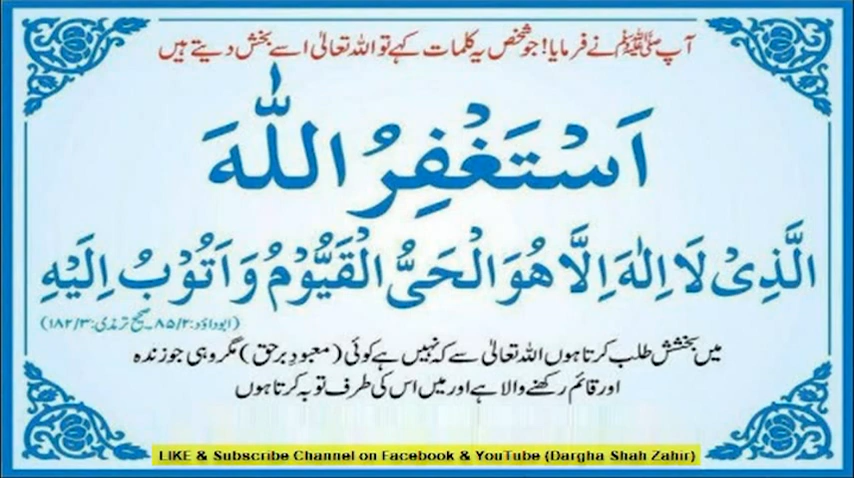 آپ ﷺ نے فرمایا! جو شخص یہ کلمات کہے تو اللہ تعالیٰ اسے بخش دیتے ہیں
اَسْتَغْفِرُ اللّٰهَ
الَّذِیْ لَا اِلٰهَ اِلَّا هُوَ الْحَیُّ الْقَیُّوْمُ وَ اَتُوْبُ اِلَیْهِ
(ابوداؤد: ۸۵/۲۔ صحیح ترمذی: ۱۸۲/۳)
میں بخشش طلب کرتا ہوں اللہ تعالیٰ سے کہ نہیں ہے کوئی (معبودِ برحق) مگر وہی جو زندہ
اور قائم رکھنے والا ہے اور میں اس کی طرف توبہ کرتا ہوں
LIKE & Subscribe Channel on Facebook & YouTube (Dargha Shah Zahir)